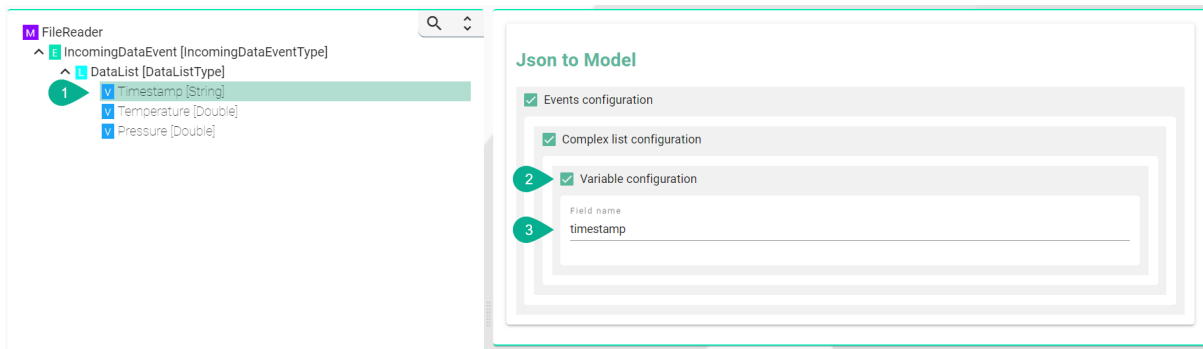 M FileReader
E IncomingDataEvent [IncomingDataEventType]
L DataList [DataListType]
1
V Timestamp [String]
V Temperature [Double]
V Pressure [Double]
Json to Model
Events configuration
Complex list configuration
2
Variable configuration
Field name
3
timestamp